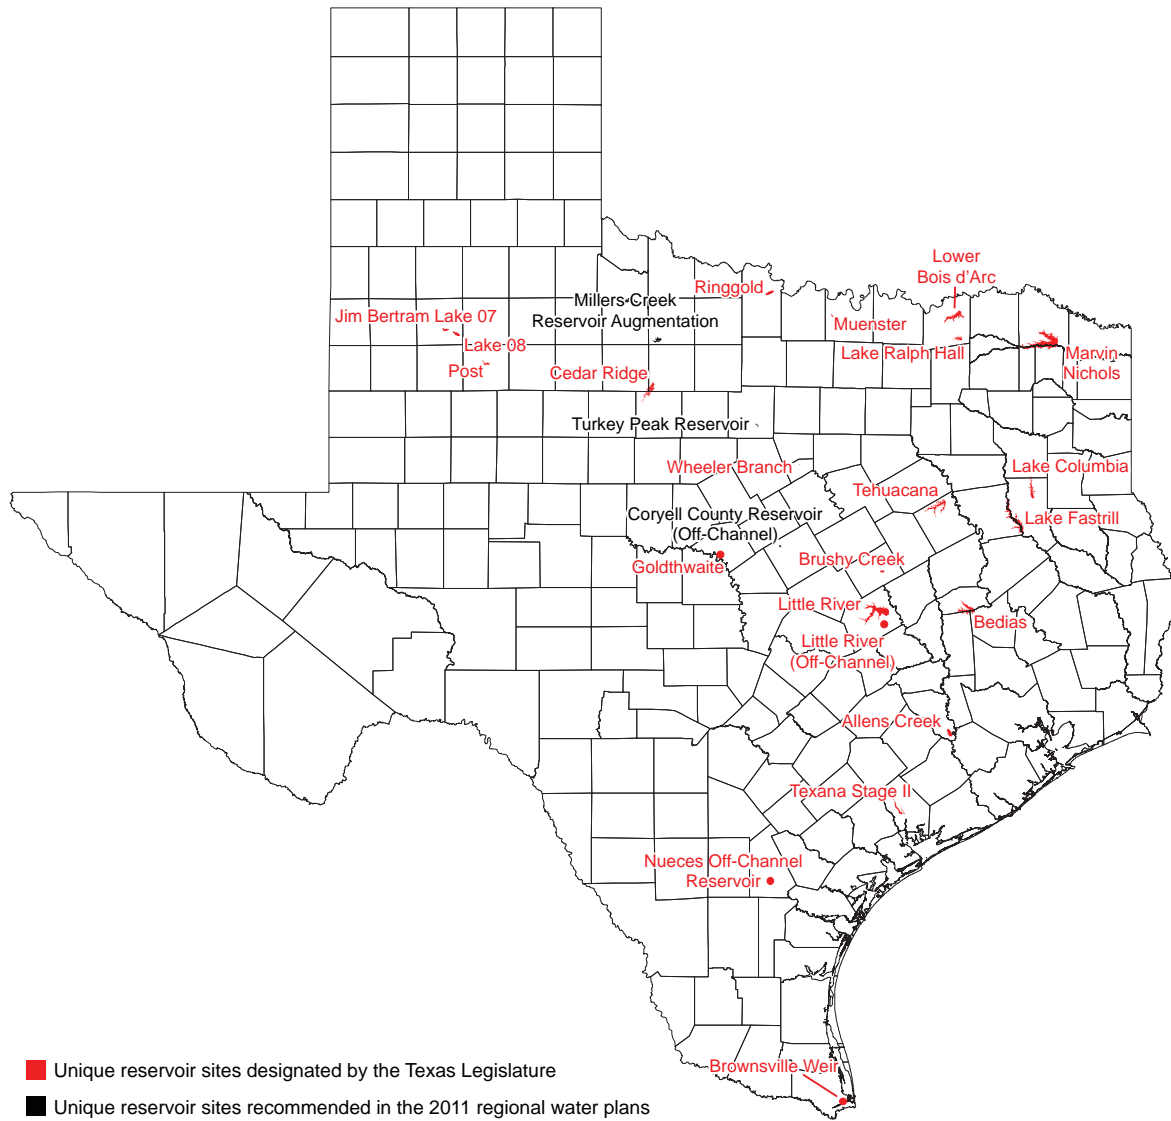 Lower
Bois d’Arc
Ringgold
Millers Creek
Reservoir Augmentation
Jim Bertram Lake 07
Muenster
Lake 08
Lake Ralph Hall
Marvin
Nichols
Post
Cedar Ridge
Turkey Peak Reservoir
Wheeler Branch
Lake Columbia
Tehuacana
Coryell County Reservoir
(Off-Channel)
Lake Fastrill
Goldthwaite
Brushy Creek
Little River
Bedias
Little River
(Off-Channel)
Allens Creek
Texana Stage II
Nueces Off-Channel
Reservoir
Brownsville Weir
Unique reservoir sites designated by the Texas Legislature
Unique reservoir sites recommended in the 2011 regional water plans